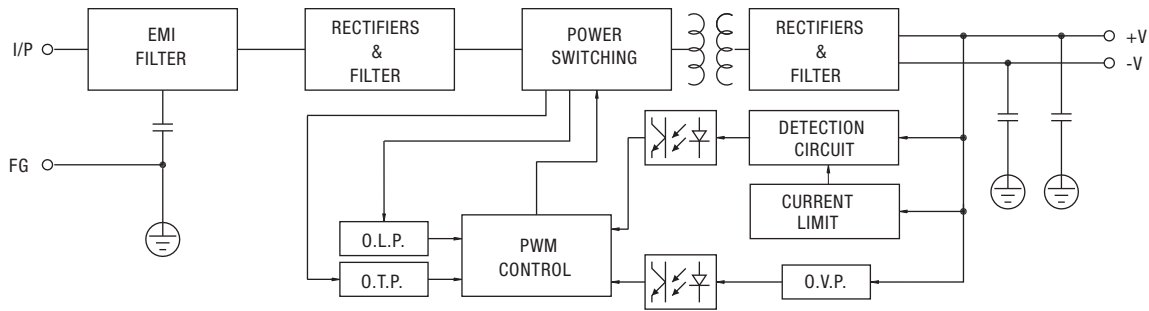 I/P
EMI
FILTER
RECTIFIERS
&
FILTER
POWER
SWITCHING
RECTIFIERS
&
FILTER
+V
-V
FG
DETECTION
CIRCUIT
CURRENT
LIMIT
O.L.P.
O.T.P.
PWM
CONTROL
O.V.P.